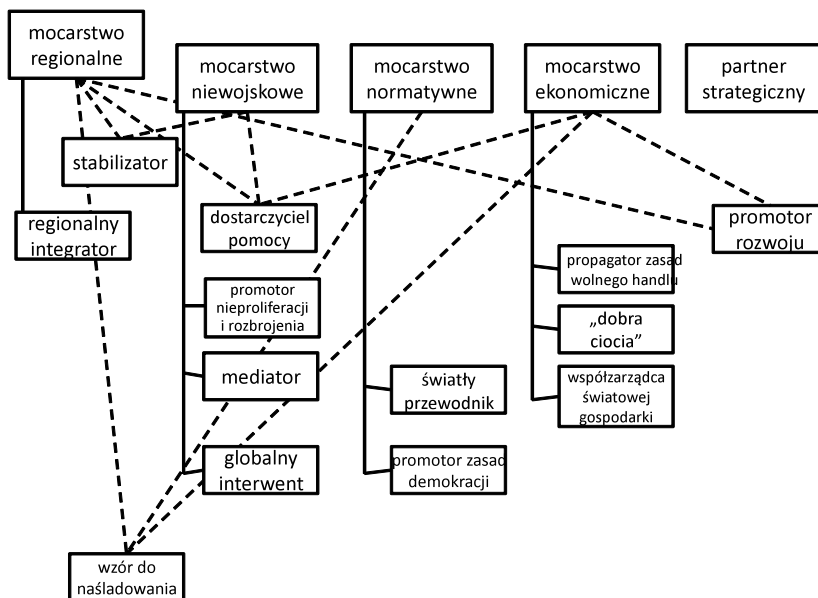 mocarstwo
regionalne
mocarstwo
niewojskowe
mocarstwo
normatywne
mocarstwo
ekonomiczne
partner
strategiczny
stabilizator
regionalny
integrator
dostarczyciel
pomocy
promotor
rozwoju
propagator zasad
wolnego handlu
promotor
nieproliferacji
i rozbrojenia
„dobra
ciocia”
mediator
światły
przewodnik
współzarządca
światowej
gospodarki
globalny
interwent
promotor zasad
demokracji
wzór do
naśladowania